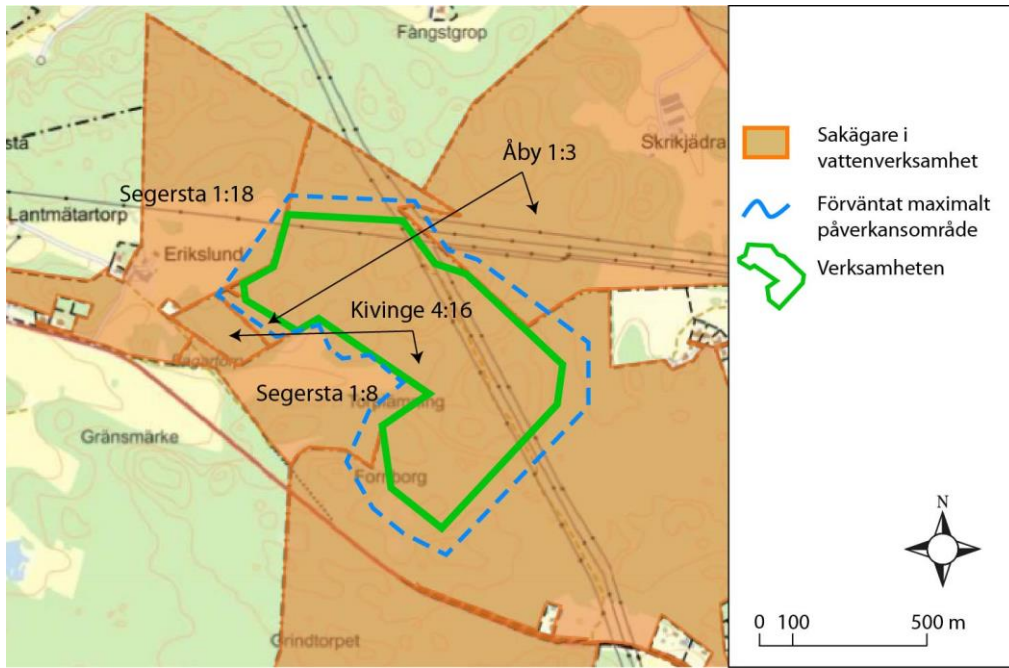 Fångstgrop
Skrikjädra
Åby 1:3
Segersta 1:18
Lantmätartorp
Erikslund
Kivinge 4:16
Segersta 1:8
Torplämning
Gränsmärke
Fornborg
Grindtorpet
Sakägare i
vattenverksamhet
Förväntat maximalt
påverkansområde
Verksamheten
N
0 100 500 m